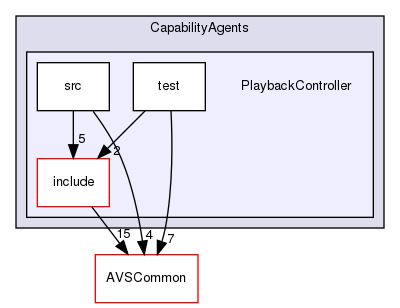 CapabilityAgents
src
test
PlaybackController
5
2
include
15
4
7
AVSCommon